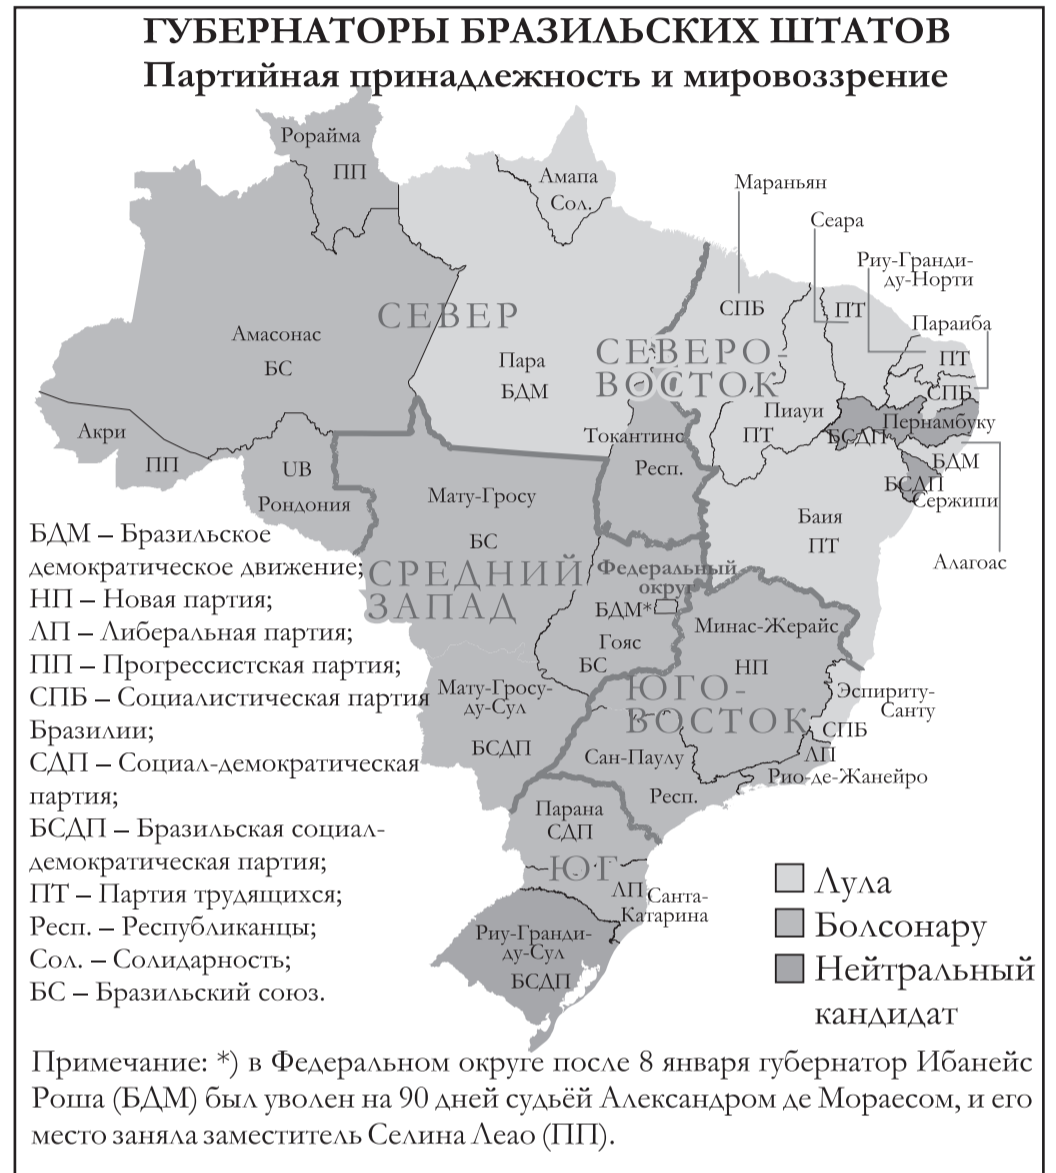 ГУБЕРНАТОРЫ БРАЗИЛЬСКИХ ШТАТОВ
Партийная принадлежность и мировоззрение
Рорайма
ПП
Амапа
Сол.
Мараньян
Сеара
Риу-Гранди-
ду-Норти
Параиба
СЕВЕР
СПБ
ПТ
Амасонас
БС
Пара
БДМ
СЕВЕРО-
ВОСТОК
ПТ
СПБ
Пиауи
ПТ
Пернамбуку
БСДП
Акри
ПП
UB
Рондония
Токантинс
Респ.
БДМ
БСДП
Сержипи
Алагоас
Мату-Гросу
БС
Баия
ПТ
СРЕДНИЙ
ЗАПАД
Федеральный
округ
БДМ*
Гояс
БС
Минас-Жерайс
НП
Мату-Гросу-
ду-Сул
БСДП
ЮГО-
ВОСТОК
Эспириту-
Санту
СПБ
ЛП
Рио-де-Жанейро
Сан-Паулу
Респ.
Парана
СДП
ЮГ
ЛП
Санта-
Катарина
Риу-Гранди-
ду-Сул
БСДП
БДМ – Бразильское
демократическое движение;
НП – Новая партия;
ЛП – Либеральная партия;
ПП – Прогрессистская партия;
СПБ – Социалистическая партия
Бразилии;
СДП – Социал-демократическая
партия;
БСДП – Бразильская социал-
демократическая партия;
ПТ – Партия трудящихся;
Респ. – Республиканцы;
Сол. – Солидарность;
БС – Бразильский союз.
Лула
Болсонару
Нейтральный
кандидат
Примечание: *) в Федеральном округе после 8 января губернатор Ибанейс
Роша (БДМ) был уволен на 90 дней судьёй Александром де Мораесом, и его
место заняла заместитель Селина Леао (ПП).